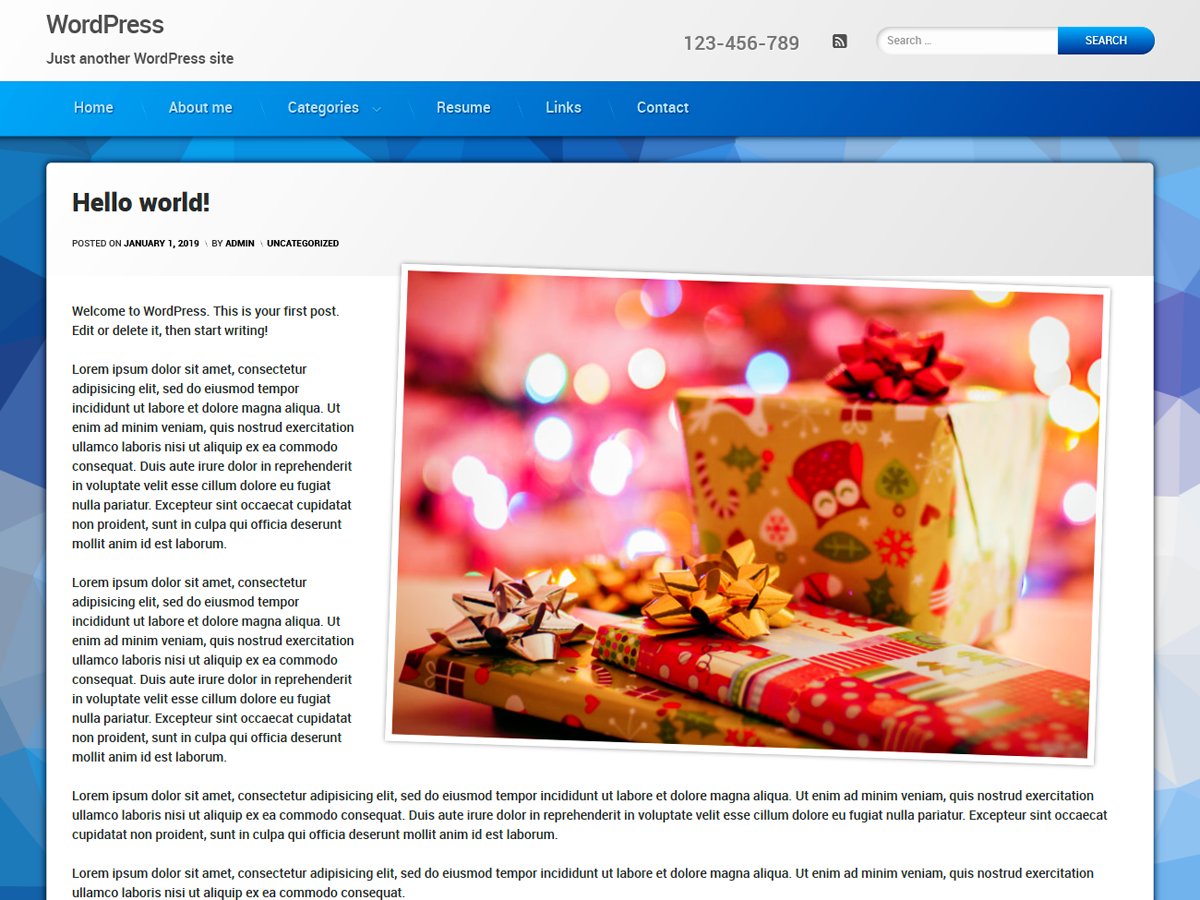 WordPress
Just another WordPress site
123-456-789
Search ...
SEARCH
Home
About me
Categories
Resume
Links
Contact
Hello world!
POSTED ON JANUARY 1, 2019 \ BY ADMIN \ UNCATEGORIZED
Welcome to WordPress. This is your first post.
Edit or delete it, then start writing!
Lorem ipsum dolor sit amet, consectetur
adipisicing elit, sed do eiusmod tempor
incididunt ut labore et dolore magna aliqua. Ut
enim ad minim veniam, quis nostrud exercitation
ullamco laboris nisi ut aliquip ex ea commodo
consequat. Duis aute irure dolor in reprehenderit
in voluptate velit esse cillum dolore eu fugiat
nulla pariatur. Excepteur sint occaecat cupidatat
non proident, sunt in culpa qui officia deserunt
mollit anim id est laborum.
Lorem ipsum dolor sit amet, consectetur
adipisicing elit, sed do eiusmod tempor
incididunt ut labore et dolore magna aliqua. Ut
enim ad minim veniam, quis nostrud exercitation
ullamco laboris nisi ut aliquip ex ea commodo
consequat. Duis aute irure dolor in reprehenderit
in voluptate velit esse cillum dolore eu fugiat
nulla pariatur. Excepteur sint occaecat cupidatat
non proident, sunt in culpa qui officia deserunt
mollit anim id est laborum.
Lorem ipsum dolor sit amet, consectetur adipisicing elit, sed do eiusmod tempor incididunt ut labore et dolore magna aliqua. Ut enim ad minim veniam, quis nostrud exercitation
ullamco laboris nisi ut aliquip ex ea commodo consequat. Duis aute irure dolor in reprehenderit in voluptate velit esse cillum dolore eu fugiat nulla pariatur. Excepteur sint occaecat
cupidatat non proident, sunt in culpa qui officia deserunt mollit anim id est laborum.
Lorem ipsum dolor sit amet, consectetur adipisicing elit, sed do eiusmod tempor incididunt ut labore et dolore magna aliqua. Ut enim ad minim veniam, quis nostrud exercitation
ullamco laboris nisi ut aliquip ex ea commodo consequat.